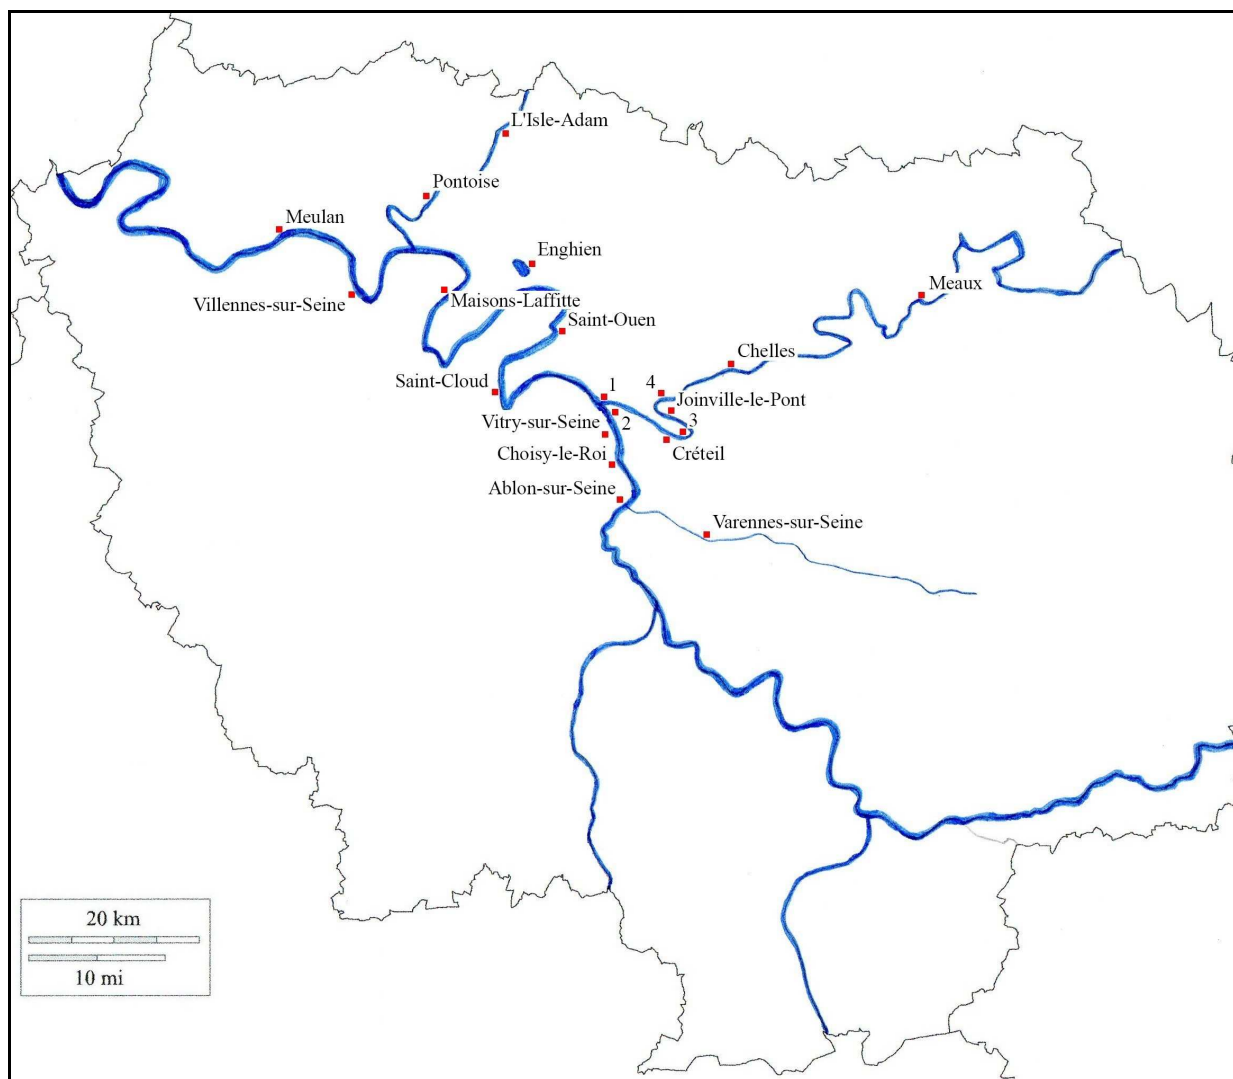 L'Isle-Adam
Pontoise
Meulan
Enghien
Meaux
Villennes-sur-Seine
Maisons-Laffitte
Saint-Ouen
Chelles
Saint-Cloud
1
4
Joinville-le-Pont
Vitry-sur-Seine
2
3
Choisy-le-Roi
Créteil
Ablon-sur-Seine
Varennes-sur-Seine
20 km
10 mi